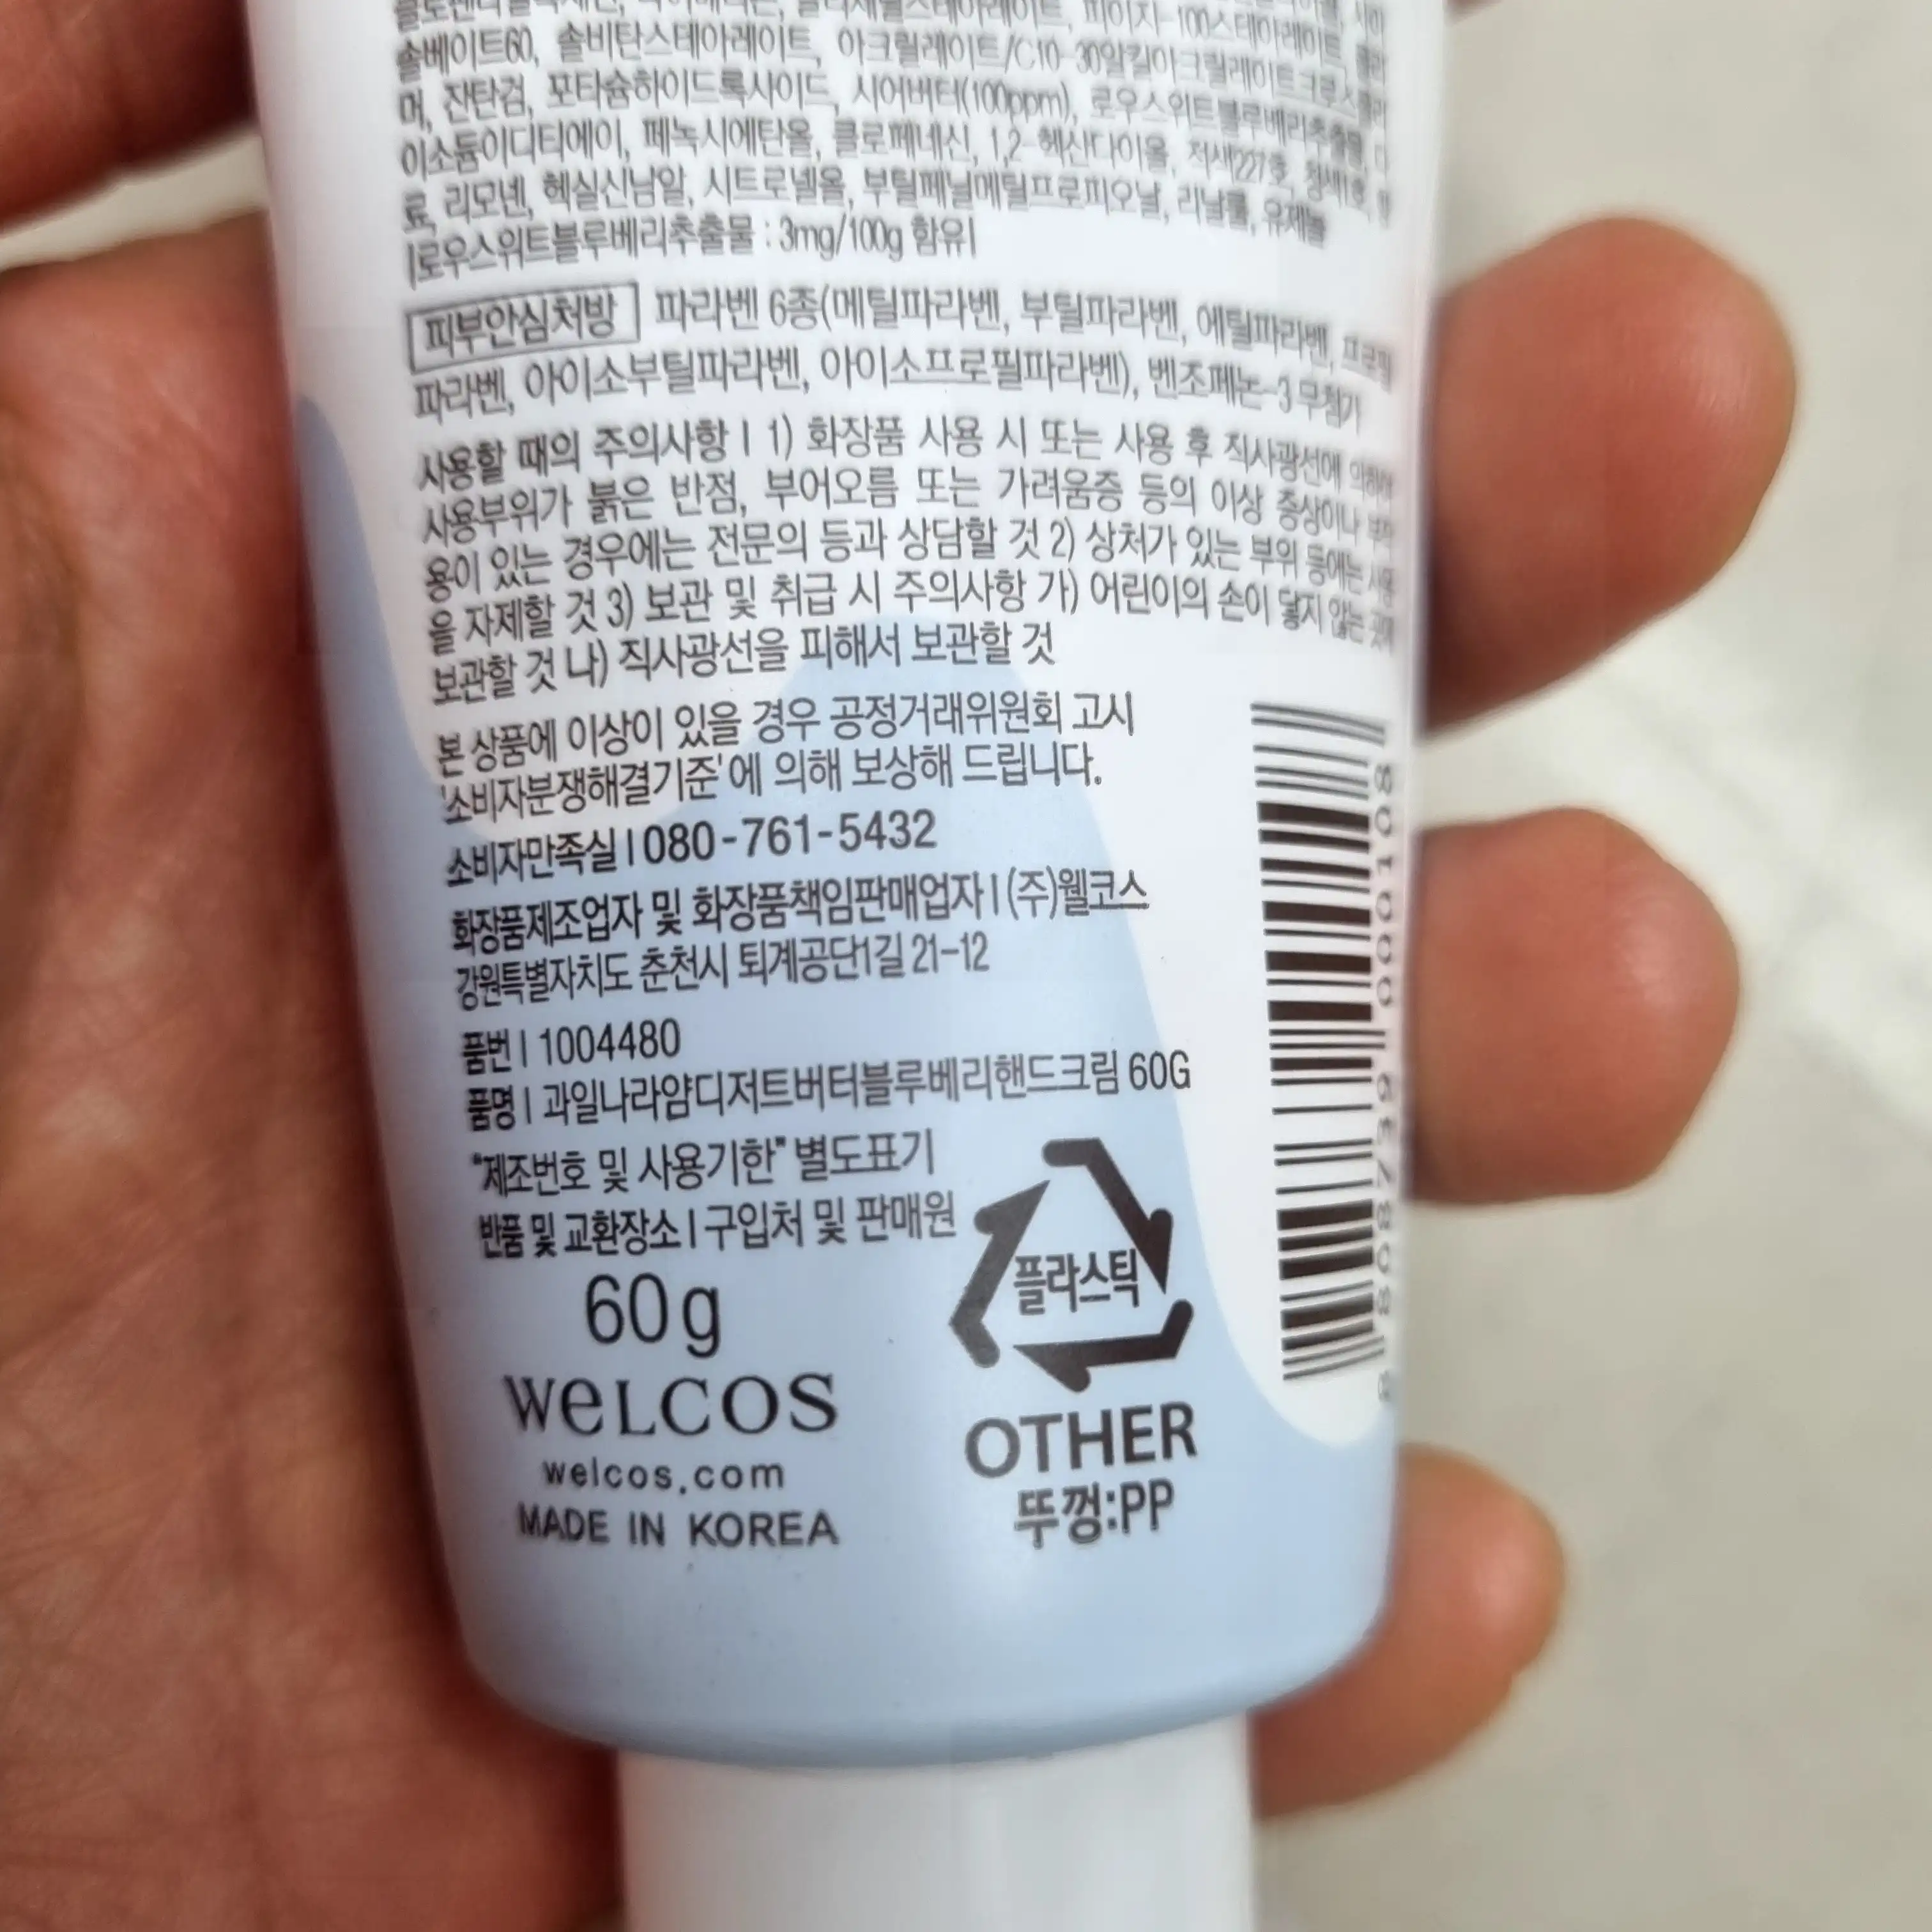 솔베이트60, 솔비탄스테아레이트, 아크릴레이트/C10-30알킬아크릴레이트크로스폴리
머, 잔탄검, 포타슘하이드록사이드, 시어버터(100ppm), 로우스위트블루베리추출물, 다
이소듐이디티에이, 페녹시에탄올, 클로페네신, 1,2-헥산다이올, 적색227호, 청색1호, 향
료, 리모넨, 헥실신남알, 시트로넬올, 부틸페닐메틸프로피오날, 리날룰, 유제놀
|로우스위트블루베리추출물 : 3mg/100g 함유|
피부안심처방 파라벤 6종(메틸파라벤, 부틸파라벤, 에틸파라벤, 프로필
파라벤, 아이소부틸파라벤, 아이소프로필파라벤), 벤조페논-3 무첨가
사용할 때의 주의사항 | 1) 화장품 사용 시 또는 사용 후 직사광선에 의하여
사용부위가 붉은 반점, 부어오름 또는 가려움증 등의 이상 증상이나 부작
용이 있는 경우에는 전문의 등과 상담할 것 2) 상처가 있는 부위 등에는 사용
을 자제할 것 3) 보관 및 취급 시 주의사항 가) 어린이의 손이 닿지 않는 곳에
보관할 것 나) 직사광선을 피해서 보관할 것
본 상품에 이상이 있을 경우 공정거래위원회 고시
'소비자분쟁해결기준'에 의해 보상해 드립니다.
소비자만족실 | 080-761-5432
화장품제조업자 및 화장품책임판매업자 | (주)웰코스
강원특별자치도 춘천시 퇴계공단1길 21-12
품번 | 1004480
품명 | 과일나라얌디저트버터블루베리핸드크림 60G
"제조번호 및 사용기한" 별도표기
반품 및 교환장소 | 구입처 및 판매원
60g
WELCOS
welcos.com
MADE IN KOREA
플라스틱
OTHER
뚜껑:PP